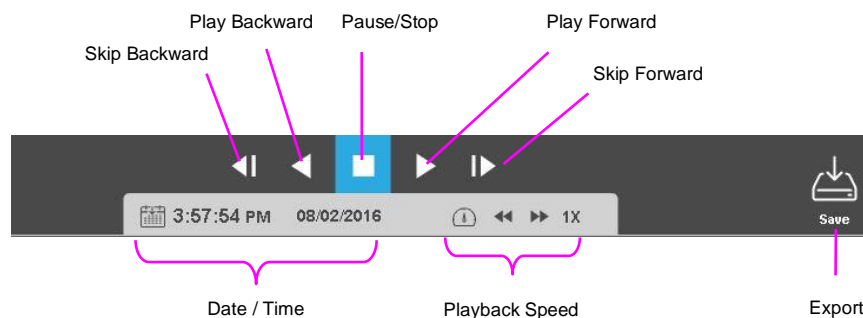 Play Backward
Pause/Stop
Play Forward
Skip Backward
Skip Forward
3:57:54 PM 08/02/2016 1X
Save
Date / Time
Playback Speed
Export